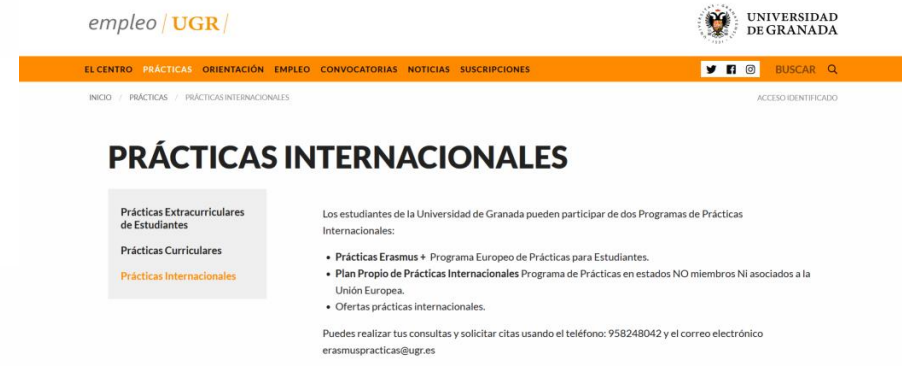 empleo / UGR /
UNIVERSIDAD
DE GRANADA
EL CENTRO PRÁCTICAS ORIENTACIÓN EMPLEO CONVOCATORIAS NOTICIAS SUSCRIPCIONES BUSCAR
INICIO / PRÁCTICAS / PRÁCTICAS INTERNACIONALES ACCESO IDENTIFICADO
PRÁCTICAS INTERNACIONALES
Prácticas Extracurriculares
de Estudiantes
Prácticas Curriculares
Prácticas Internacionales
Los estudiantes de la Universidad de Granada pueden participar de dos Programas de Prácticas
Internacionales:
• Prácticas Erasmus + Programa Europeo de Prácticas para Estudiantes.
• Plan Propio de Prácticas Internacionales Programa de Prácticas en estados NO miembros Ni asociados a la
Unión Europea.
• Ofertas prácticas internacionales.
Puedes realizar tus consultas y solicitar citas usando el teléfono: 958248042 y el correo electrónico
erasmuspracticas@ugr.es